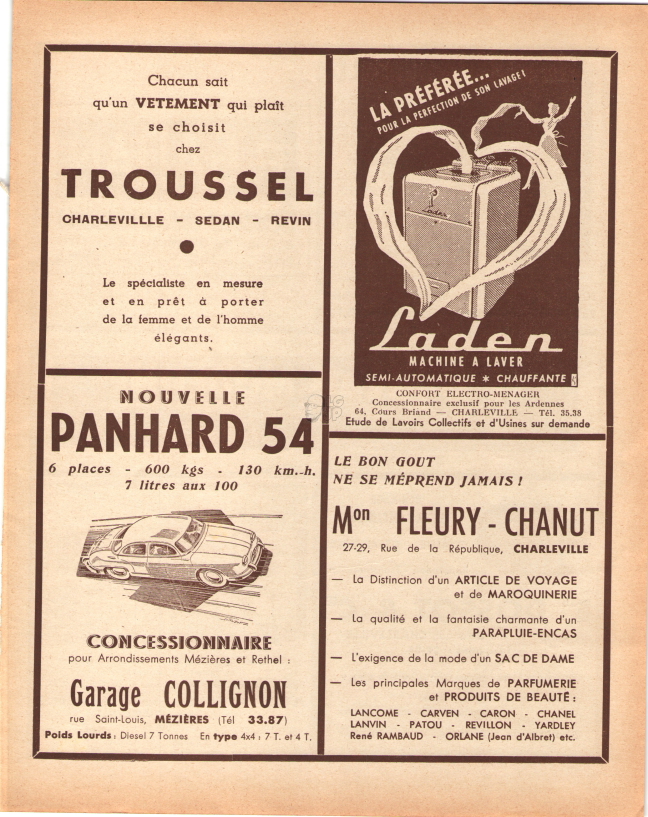 Chacun sait
qu'un VETEMENT qui plaît
se choisit
chez
TROUSSEL
CHARLEVILLLE - SEDAN - REVIN
Le spécialiste en mesure
et en prêt à porter
de la femme et de l'homme
élégants.
NOUVELLE
PANHARD 54
6 places - 600 kgs - 130 km.-h.
7 litres aux 100
CONCESSIONNAIRE
pour Arrondissements Mézières et Rethel :
Garage COLLIGNON
rue Saint-Louis, MÉZIÈRES (Tél 33.87)
Poids Lourds : Diesel 7 Tonnes En type 4x4 : 7 T. et 4 T.
LA PRÉFÉRÉE...
POUR LA PERFECTION DE SON LAVAGE !
Laden
Laden
MACHINE A LAVER
SEMI-AUTOMATIQUE * CHAUFFANTE
CONFORT ELECTRO-MENAGER
Concessionnaire exclusif pour les Ardennes
64, Cours Briand — CHARLEVILLE — Tél. 35.38
Etude de Lavoirs Collectifs et d'Usines sur demande
LE BON GOUT
NE SE MÉPREND JAMAIS !
Mon FLEURY - CHANUT
27-29, Rue de la République, CHARLEVILLE
— La Distinction d'un ARTICLE DE VOYAGE
et de MAROQUINERIE
— La qualité et la fantaisie charmante d'un
PARAPLUIE-ENCAS
— L'exigence de la mode d'un SAC DE DAME
— Les principales Marques de PARFUMERIE
et PRODUITS DE BEAUTÉ :
LANCOME - CARVEN - CARON - CHANEL
LANVIN - PATOU - REVILLON - YARDLEY
René RAMBAUD - ORLANE (Jean d'Albret) etc.